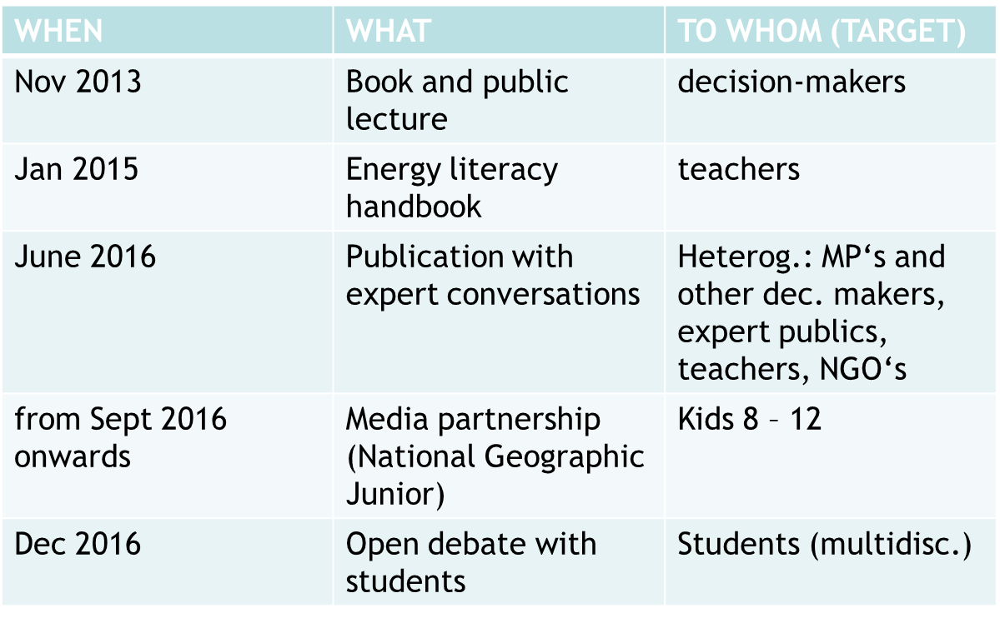 WHEN
WHAT
TO WHOM (TARGET)
Nov 2013
Book and public
lecture
decision-makers
Jan 2015
Energy literacy
handbook
teachers
June 2016
Publication with
expert conversations
Heterog.: MP‘s and
other dec. makers,
expert publics,
teachers, NGO‘s
from Sept 2016
onwards
Media partnership
(National Geographic
Junior)
Kids 8 – 12
Dec 2016
Open debate with
students
Students (multidisc.)